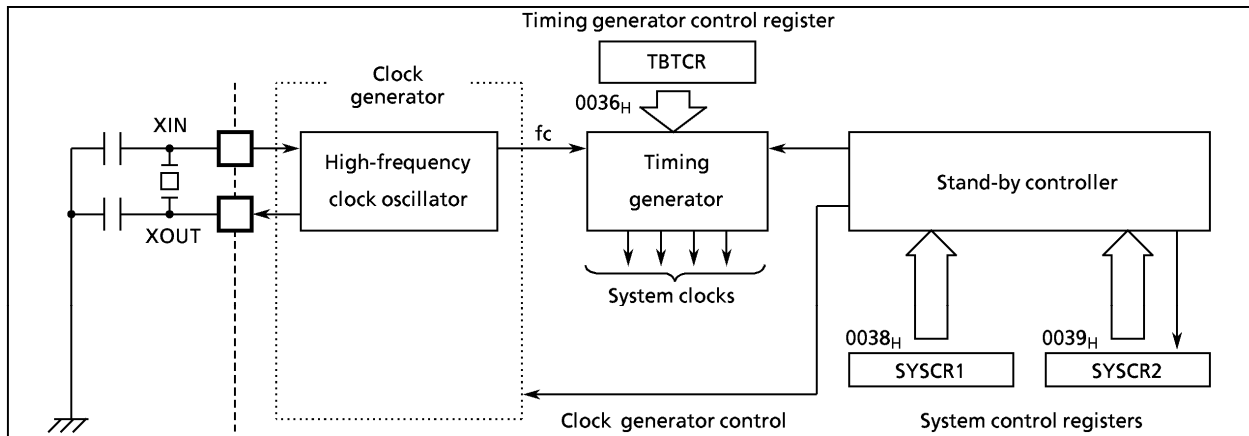 Timing generator control register
TBTCR
0036H
Clock
generator
XIN
XOUT
High-frequency
clock oscillator
fc
Timing
generator
System clocks
Stand-by controller
0038H
SYSCR1
0039H
SYSCR2
Clock generator control
System control registers